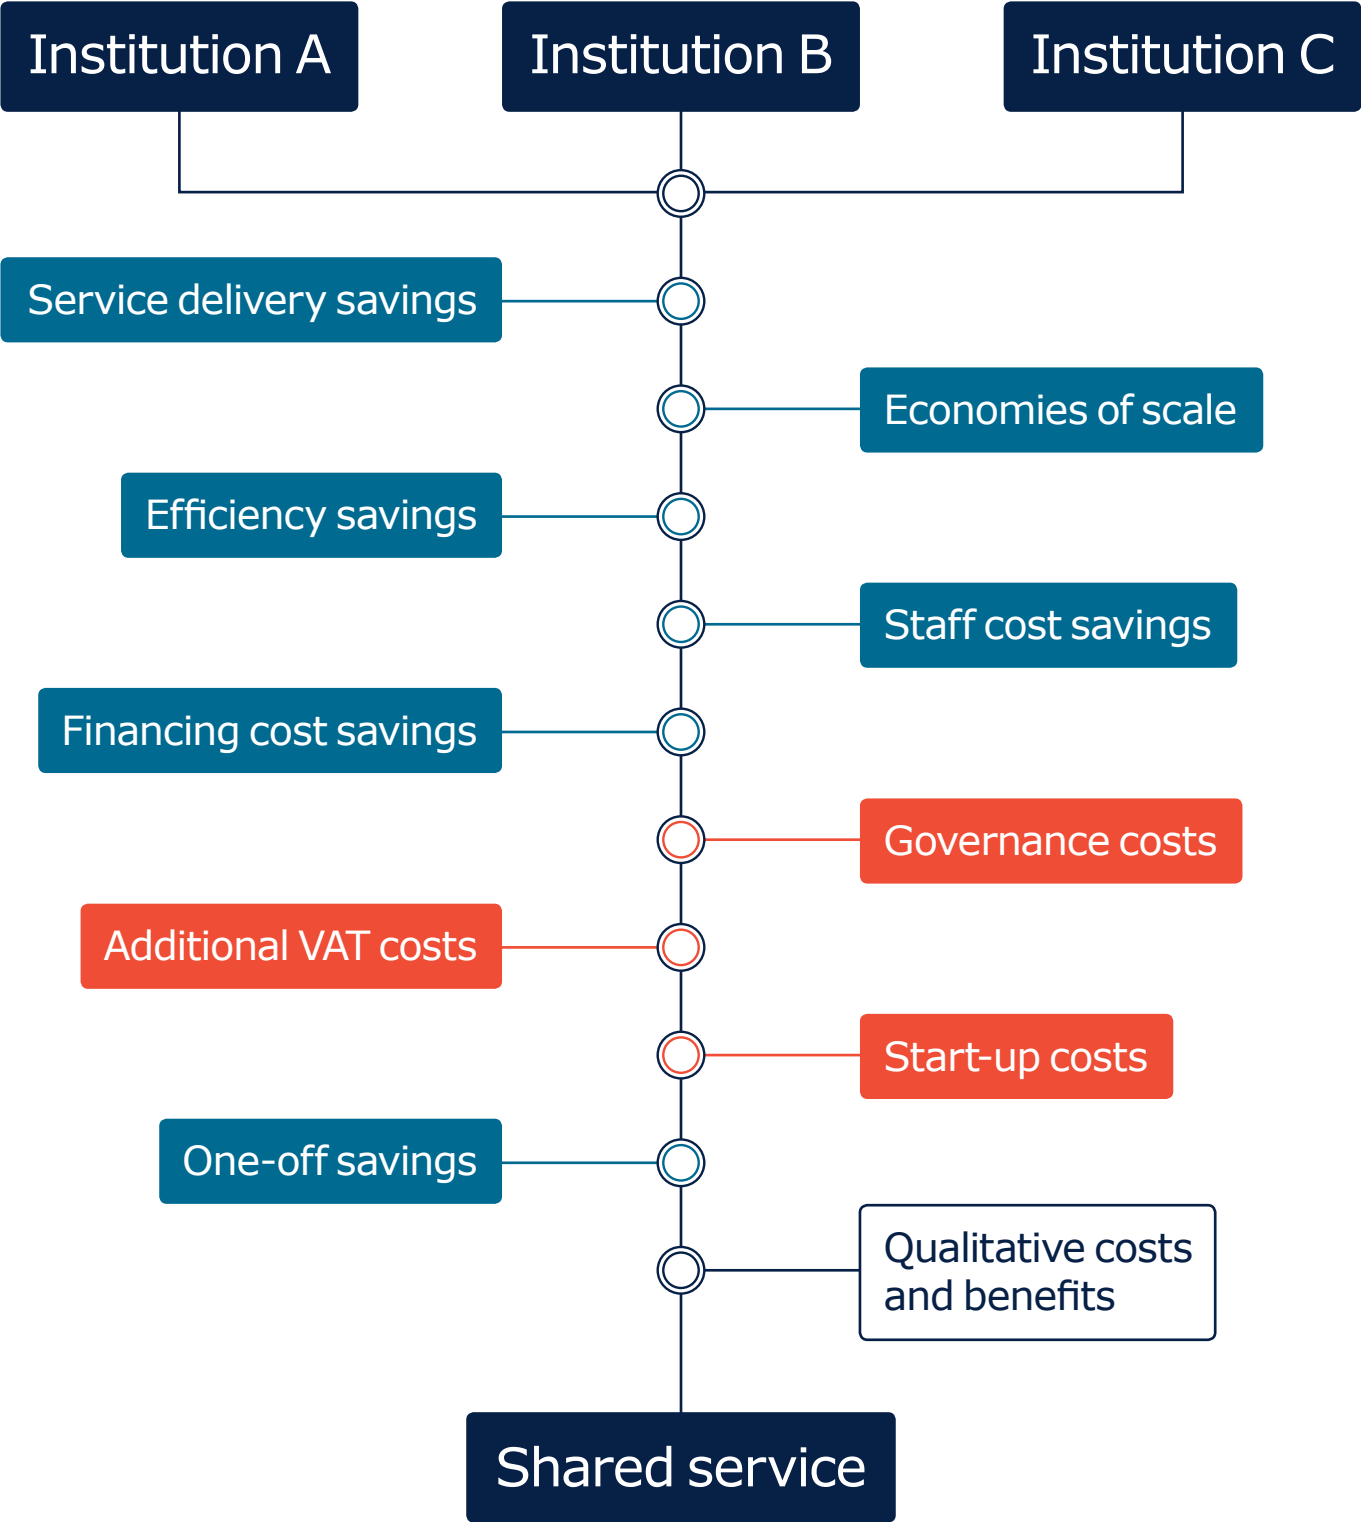 Institution A
Institution B
Institution C
Service delivery savings
Economies of scale
Efficiency savings
Staff cost savings
Financing cost savings
Governance costs
Additional VAT costs
Start-up costs
One-off savings
Qualitative costs
and benefits
Shared service